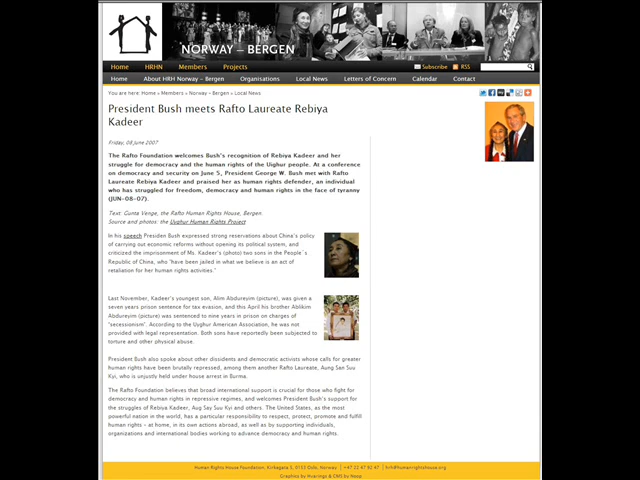 NORWAY – BERGEN
Home HRHN Members Projects
Subscribe RSS
Home About HRH Norway – Bergen Organisations Local News Letters of Concern Calendar Contact
You are here: Home » Members » Norway – Bergen » Local News
President Bush meets Rafto Laureate Rebiya
Kadeer
Friday, 08 June 2007
The Rafto Foundation welcomes Bush's recognition of Rebiya Kadeer and her
struggle for democracy and the human rights of the Uighur people. At a conference
on democracy and security on June 5, President George W. Bush met with Rafto
Laureate Rebiya Kadeer and praised her as human rights defender, an individual
who has struggled for freedom, democracy and human rights in the face of tyranny
(JUN-08-07).
Text: Gunta Venge, the Rafto Human Rights House, Bergen.
Source and photos: the Uyghur Human Rights Project
In his speech Presiden Bush expressed strong reservations about China's policy
of carrying out economic reforms without opening its political system, and
criticized the imprisonment of Ms. Kadeer's (photo) two sons in the People´s
Republic of China, who "have been jailed in what we believe is an act of
retaliation for her human rights activities."
Last November, Kadeer's youngest son, Alim Abdureyim (picture), was given a
seven years prison sentence for tax evasion, and this April his brother Ablikim
Abdureyim (picture) was sentenced to nine years in prison on charges of
"secessionism". According to the Uyghur American Association, he was not
provided with legal representation. Both sons have reportedly been subjected to
torture and other physical abuse.
President Bush also spoke about other dissidents and democratic activists whose calls for greater
human rights have been brutally repressed, among them another Rafto Laureate, Aung San Suu
Kyi, who is unjustly held under house arrest in Burma.
The Rafto Foundation believes that broad international support is crucial for those who fight for
democracy and human rights in repressive regimes, and welcomes President Bush's support for
the struggles of Rebiya Kadeer, Aug Say Suu Kyi and others. The United States, as the most
powerful nation in the world, has a particular responsibility to respect, protect, promote and fulfill
human rights – at home, in its own actions abroad, as well as by supporting individuals,
organizations and international bodies working to advance democracy and human rights.
Human Rights House Foundation, Kirkegata 5, 0153 Oslo, Norway | +47 22 47 92 47 | hrh@humanrightshouse.org
Graphics by Hvarings & CMS by Noop